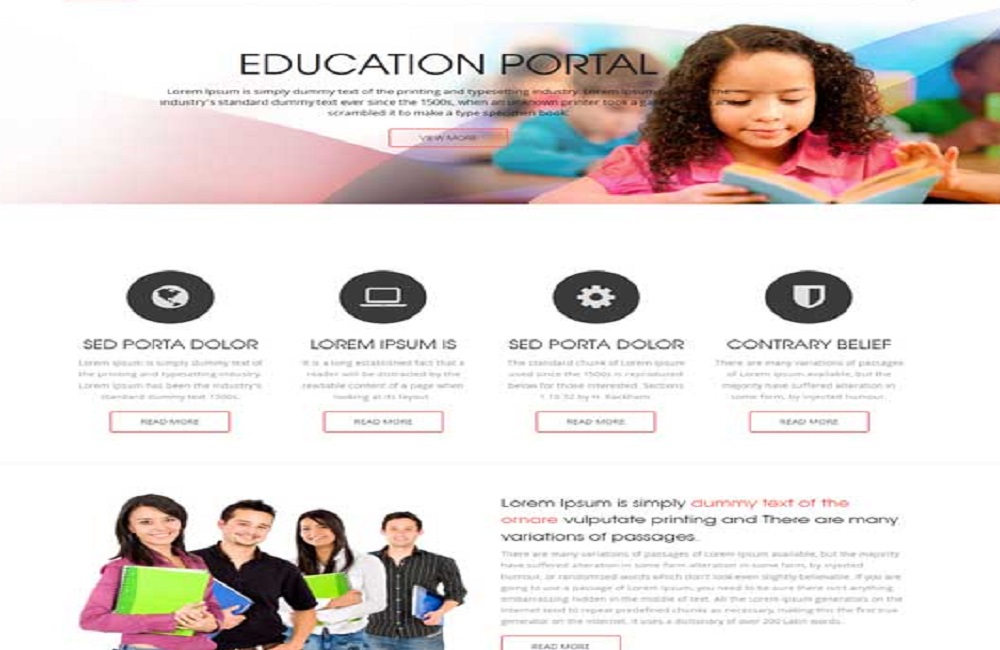 EDUCATION PORTAL
Lorem Ipsum is simply dummy text of the printing and typesetting industry. Lorem Ipsum the
industry's standard dummy text ever since the 1500s, when an unknown printer took a and
scrambled it to make a type specimen book.
VIEW MORE
SED PORTA DOLOR
Lorem Ipsum is simply dummy text of
the printing and typesetting industry.
Lorem Ipsum has been the industry's
standard dummy text 1500s.
READ MORE
LOREM IPSUM IS
It is a long established fact that a
reader will be distracted by the
readable content of a page when
looking at its layout.
READ MORE
SED PORTA DOLOR
The standard chunk of Lorem Ipsum
used since the 1500s is reproduced
below for those interested. Sections
1.10.32 by H. Rackham.
READ MORE
CONTRARY BELIEF
There are many variations of passages
of Lorem Ipsum available, but the
majority have suffered alteration in
some form, by injected humour.
READ MORE
Lorem Ipsum is simply dummy text of the
ornare vulputate printing and There are many
variations of passages.
There are many variations of passages of Lorem Ipsum available, but the majority
have suffered alteration in some form alteration in some form, by injected
humour, or randomised words which don't look even slightly believable. If you are
going to use a passage of Lorem Ipsum, you need to be sure there isn't anything
embarrassing hidden in the middle of text. All the Lorem Ipsum generators on the
Internet tend to repeat predefined chunks as necessary, making this the first true
generator on the Internet. It uses a dictionary of over 200 Latin words.
READ MORE